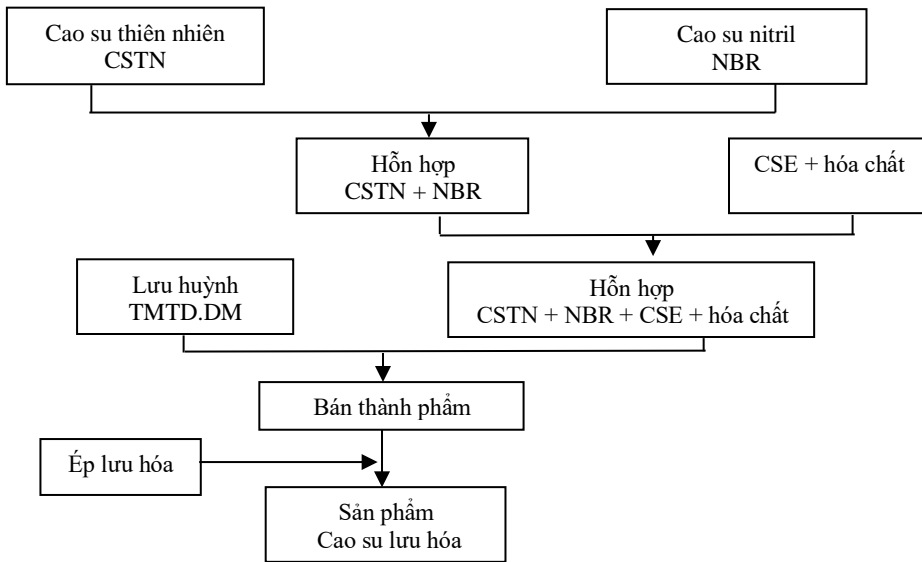 Cao su thiên nhiên
CSTN
Cao su nitril
NBR
Hỗn hợp
CSTN + NBR
CSE + hóa chất
Lưu huỳnh
TMTD.DM
Hỗn hợp
CSTN + NBR + CSE + hóa chất
Bán thành phẩm
Ép lưu hóa
Sản phẩm
Cao su lưu hóa